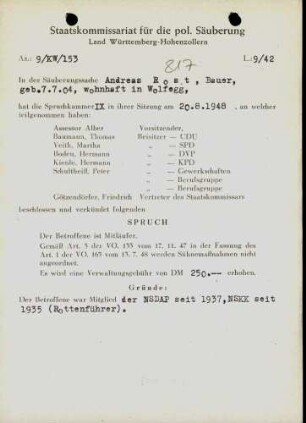 Staatskommissariat für die pol. Säuberung
Land Württemberg-Hohenzollern
Az.: 9/KW/153 L.: 9/42
817
In der Säuberungssache Andreas R o s t , Bauer,
geb.7.7.04, wohnhaft in Wolfegg,
hat die Spruchkammer IX in ihrer Sitzung am 20.8.1948 , an welcher
teilgenommen haben:
Assessor Alber Vorsitzender,
Baumann, Thomas Beisitzer — CDU
Veith, Martha „ — SPD
Boden, Hermann „ — DVP
Kienle, Hermann „ — KPD
Schultheiß, Peter „ — Gewerkschaften
„ — Berufsgruppe
„ — Berufsgruppe
Götzendörfer, Friedrich Vertreter des Staatskommissars
beschlossen und verkündet folgenden
SPRUCH
Der Betroffene ist Mitläufer.
Gemäß Art. 5 der VO. 133 vom 17. 12. 47 in der Fassung des
Art. 1 der VO. 165 vom 13. 7. 48 werden Sühnemaßnahmen nicht
angeordnet.
Es wird eine Verwaltungsgebühr von DM 250.-- erhoben.
Gründe:
Der Betroffene war Mitglied der NSDAP seit 1937,NSKK seit
1935 (Rottenführer).